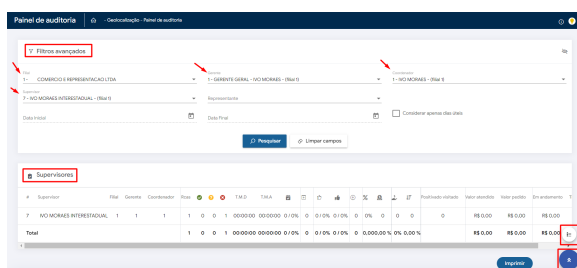 Painel de auditoria - Geolocalização - Painel de auditoria
Filtros avançados
Filial Gerente Coordenador
1- COMERCIO E REPRESENTACAO LTDA 1 - GERENTE GERAL - IVO MORAES - (filial 1) 1 - IVO MORAES - (filial 1)
Supervisor
7 - IVO MORAES INTERESTADUAL - (filial 1) Representante
Data Inicial Data Final Considerar apenas dias úteis
Pesquisar Limpar campos
Supervisores
# Supervisor Filial Gerente Coordenador Rotas T.M.D T.M.A % Positivado visitado Valor atendido Valor pedido Em andamento T
7 IVO MORAES INTERESTADUAL 1 1 1 1 0 0 1 00:00:00 00:00:00 0 / 0% 0 0 / 0% 0 / 0% 0 0% 0 0 0 0 R$ 0,00 R$ 0,00 R$ 0,00
Total 1 0 0 1 00:00:00 00:00:00 0 / 0% 0 0 / 0% 0 / 0% 0 0.000,00 % 0% 0,00 % R$ 0,00 R$ 0,00 R$ 0,00
Imprimir